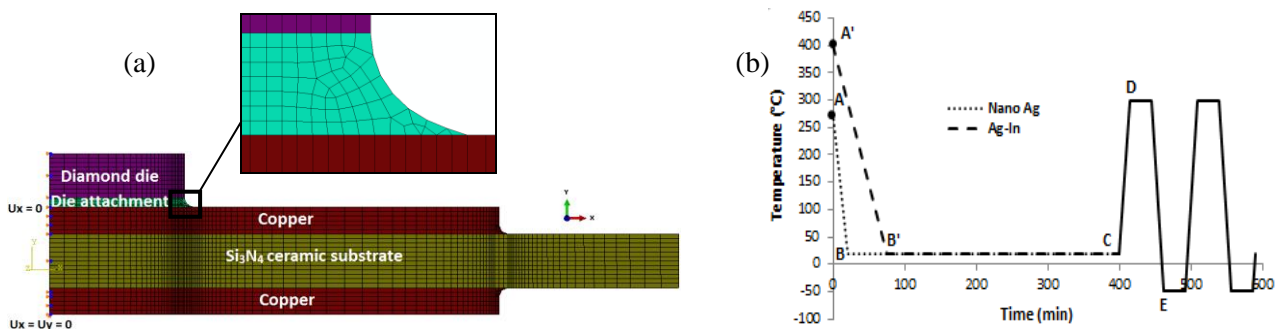 (a)
Diamond die
Die attachment
Ux = 0
Copper
Si₃N₄ ceramic substrate
Copper
Ux = Uy = 0
Y
X
(b)
Temperature (°C)
450
400
350
300
250
200
150
100
50
0
-50
-100
A'
A
B
B'
C
D
E
Nano Ag
Ag-In
0
100
200
300
400
500
600
Time (min)